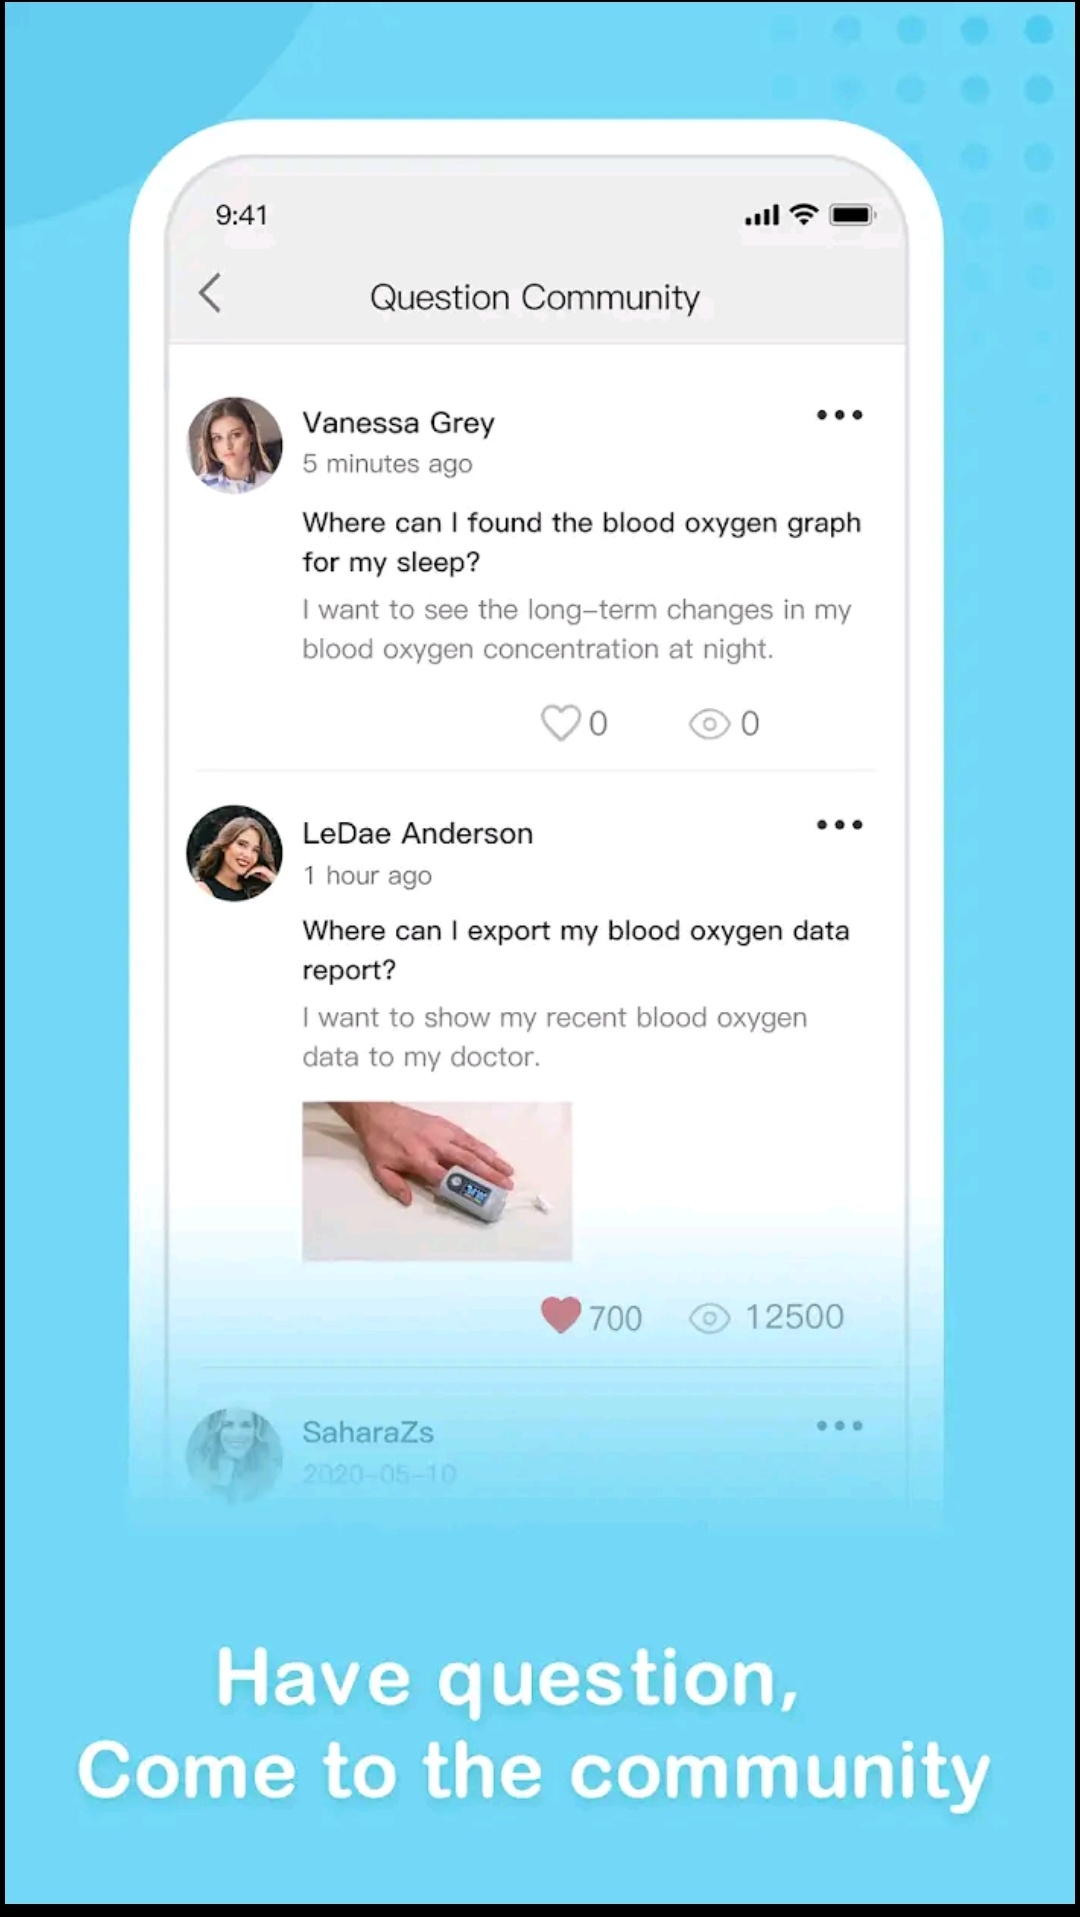 9:41
Question Community
Vanessa Grey
5 minutes ago
Where can I found the blood oxygen graph
for my sleep?
I want to see the long-term changes in my
blood oxygen concentration at night.
0 0
LeDae Anderson
1 hour ago
Where can I export my blood oxygen data
report?
I want to show my recent blood oxygen
data to my doctor.
700 12500
SaharaZs
2020-05-10
Have question,
Come to the community